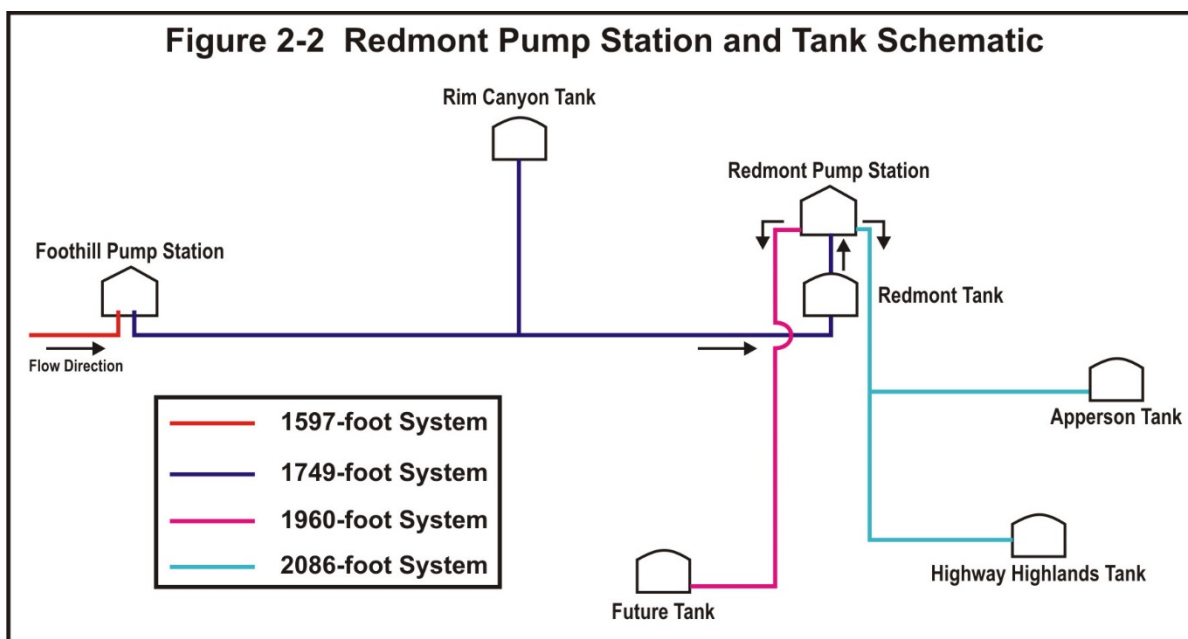 Figure 2-2 Redmont Pump Station and Tank Schematic
Rim Canyon Tank
Redmont Pump Station
Foothill Pump Station
Redmont Tank
Flow Direction
1597-foot System
1749-foot System
1960-foot System
2086-foot System
Apperson Tank
Highway Highlands Tank
Future Tank